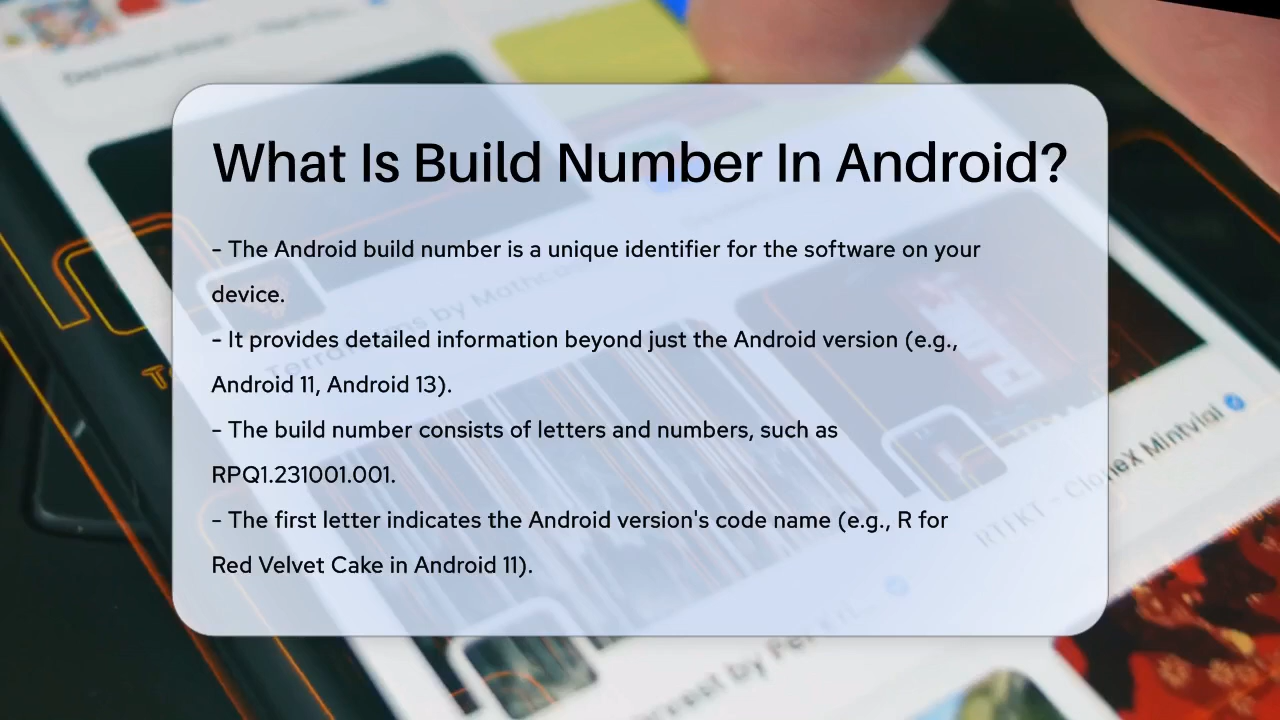 What Is Build Number In Android?
- The Android build number is a unique identifier for the software on your
device.
- It provides detailed information beyond just the Android version (e.g.,
Android 11, Android 13).
- The build number consists of letters and numbers, such as
RPQ1.231001.001.
- The first letter indicates the Android version's code name (e.g., R for
Red Velvet Cake in Android 11).
RTFKT - CloneX Mintvial